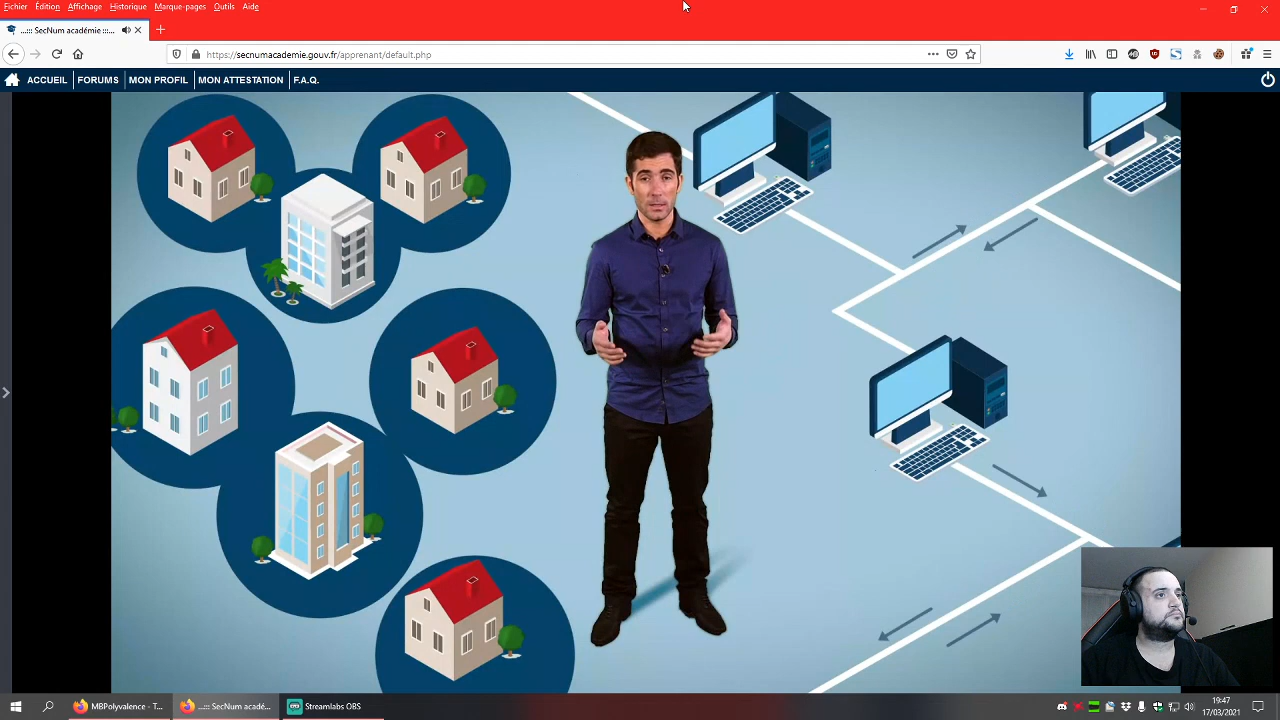 Fichier Édition Affichage Historique Marque-pages Outils Aide
...::: SecNum académie :::...
https://secnumacademie.gouv.fr/apprenant/default.php
ACCUEIL FORUMS MON PROFIL MON ATTESTATION F.A.Q.
MBPolyvalence - T... ...::: SecNum acadé... Streamlabs OBS
19:47
17/03/2021